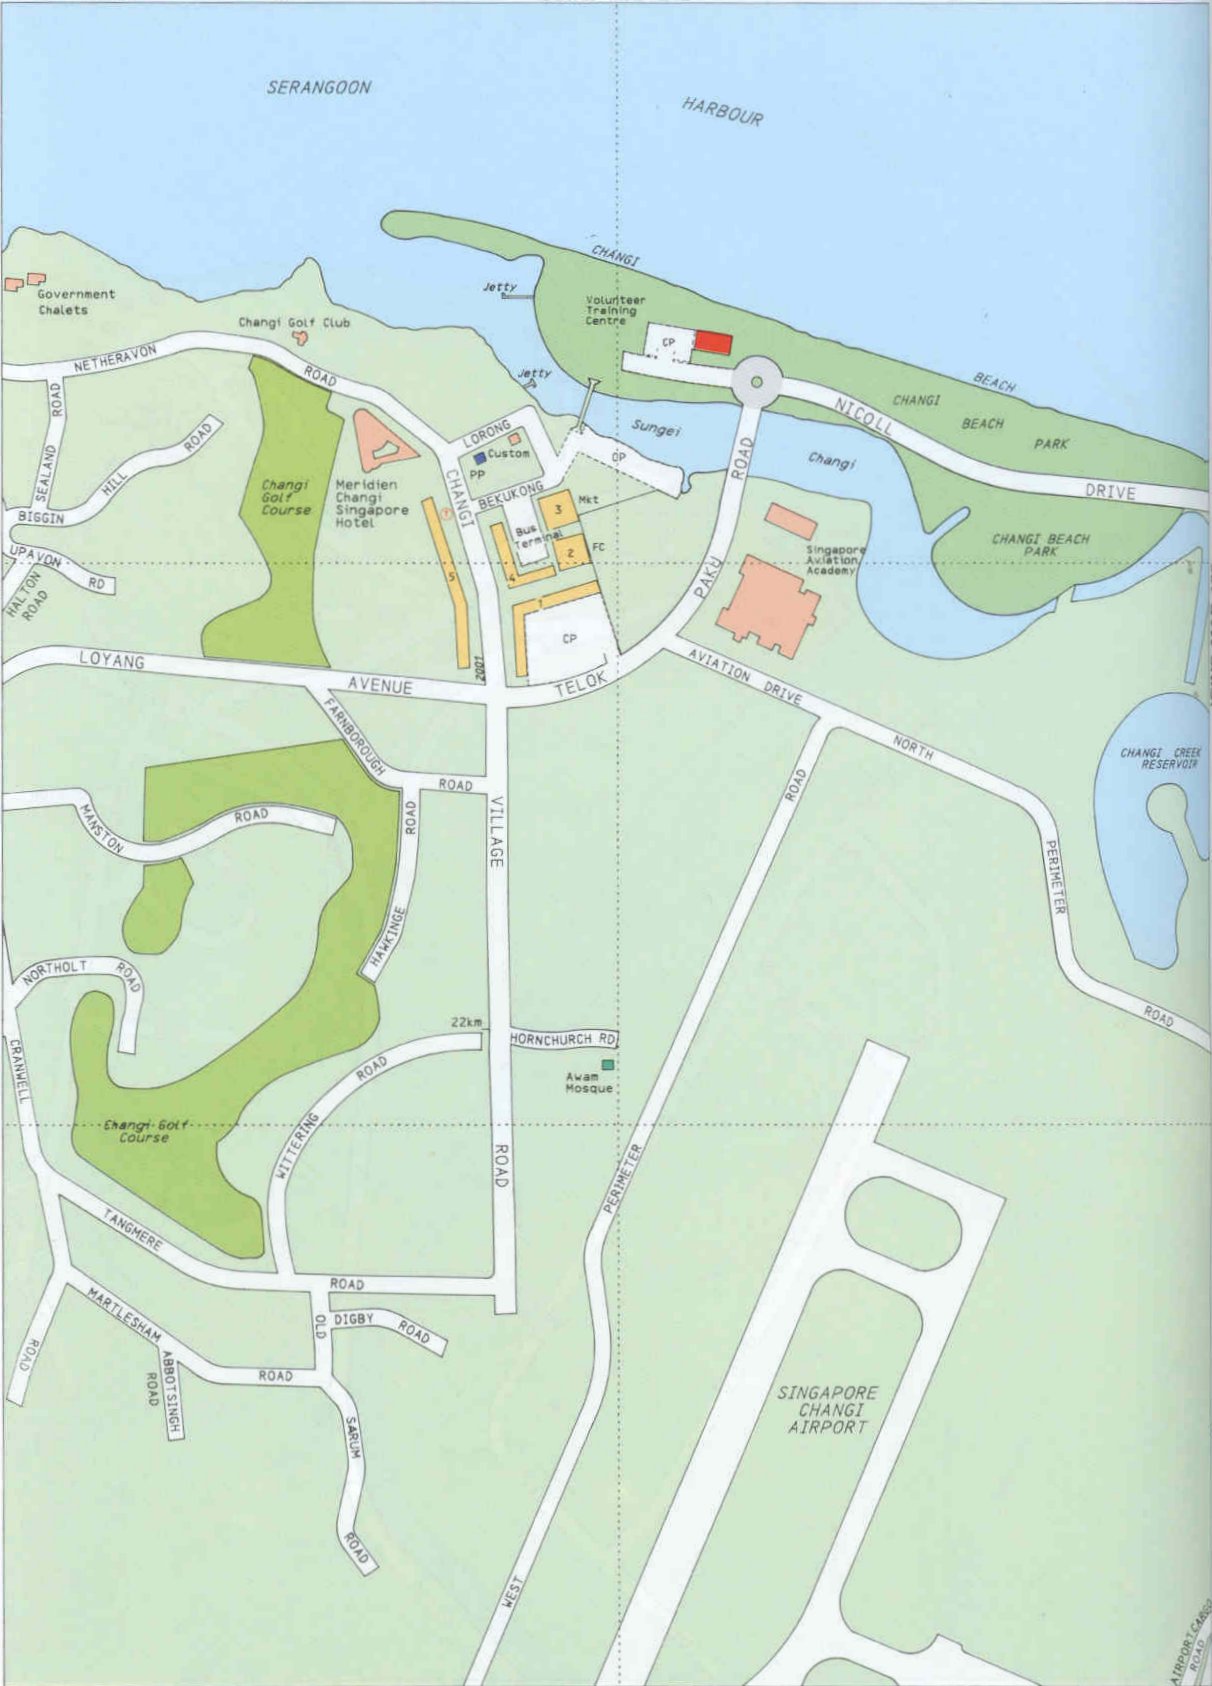 SERANGOON
HARBOUR
CHANGI
BEACH
Government
Chalets
Jetty
Volunteer
Training
Centre
CP
Changi Golf Club
NETHERAVON
ROAD
Jetty
ROAD
SEALAND
HILL
ROAD
BIGGIN
UPAVON
RD
HALTON
ROAD
Changi
Golf
Course
Meridien
Changi
Singapore
Hotel
LORONG
Custom
PP
BEKUKONG
CHANGI
Mkt
3
Bus
Terminal
2
FC
4
5
1
CP
2001
CP
Sungei
Changi
NICOLL
DRIVE
CHANGI
BEACH
PARK
CHANGI BEACH
PARK
ROAD
PAKU
TELOK
Singapore
Aviation
Academy
LOYANG
AVENUE
AVIATION DRIVE
NORTH
PERIMETER
ROAD
CHANGI CREEK
RESERVOIR
FARNBOROUGH
ROAD
ROAD
HAWKINGE
VILLAGE
ROAD
MANSTON
ROAD
NORTHOLT
ROAD
22km
HORNCHURCH RD
Awam
Mosque
CRANWELL
ROAD
Changi Golf
Course
WITTERING
ROAD
TANGMERE
ROAD
MARTLESHAM
ROAD
ABBOTSINGH
ROAD
OLD
DIGBY
ROAD
SARUM
ROAD
ROAD
PERIMETER
WEST
SINGAPORE
CHANGI
AIRPORT
AIRPORT CARGO
ROAD